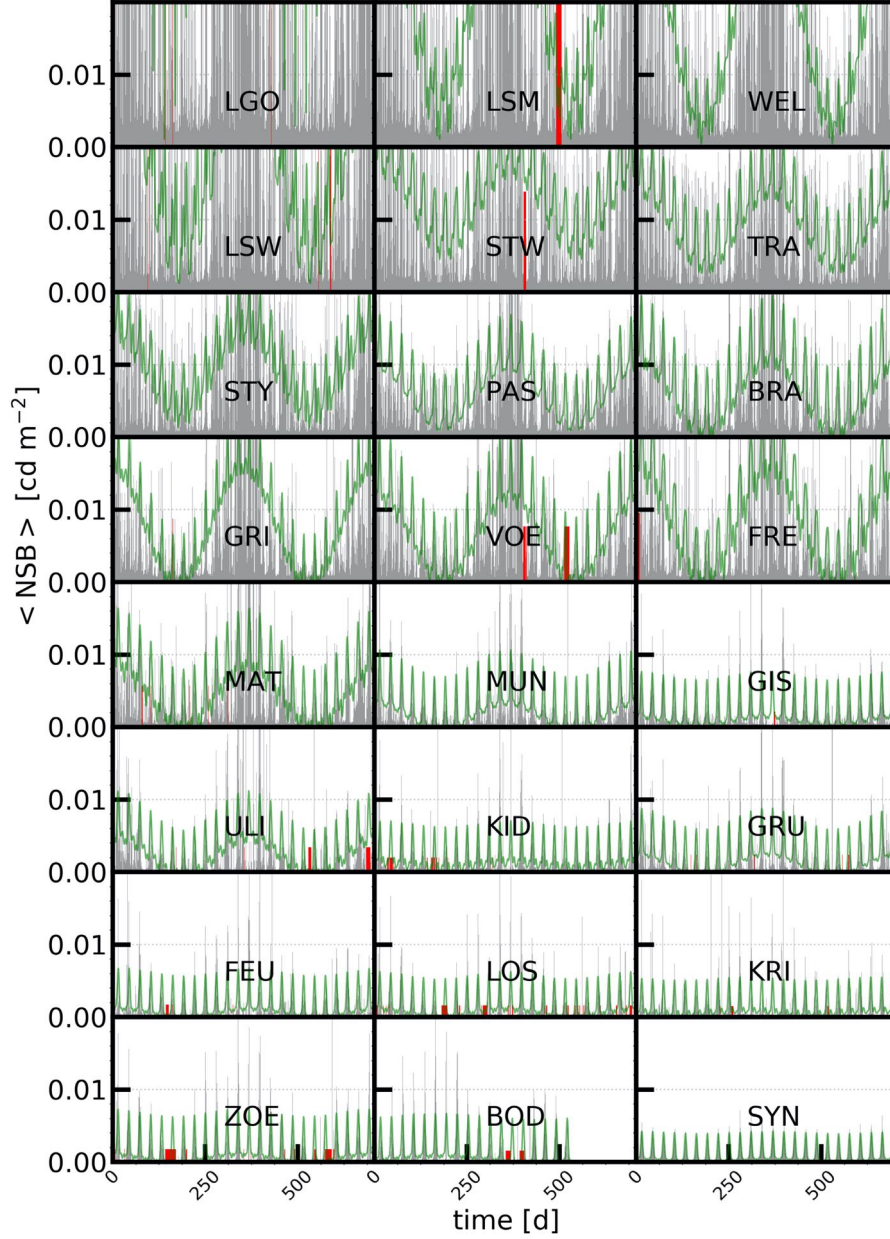 0.01
LGO LSM WEL
0.00
0.01
LSW STW TRA
0.00
0.01
STY PAS BRA
0.00
0.01
GRI VOE FRE
0.00
0.01
MAT MUN GIS
0.00
0.01
ULI KID GRU
0.00
0.01
FEU LOS KRI
0.00
0.01
ZOE BOD SYN
0.00
< NSB > [cd m⁻²]
250 500 250 500 250 500
time [d]